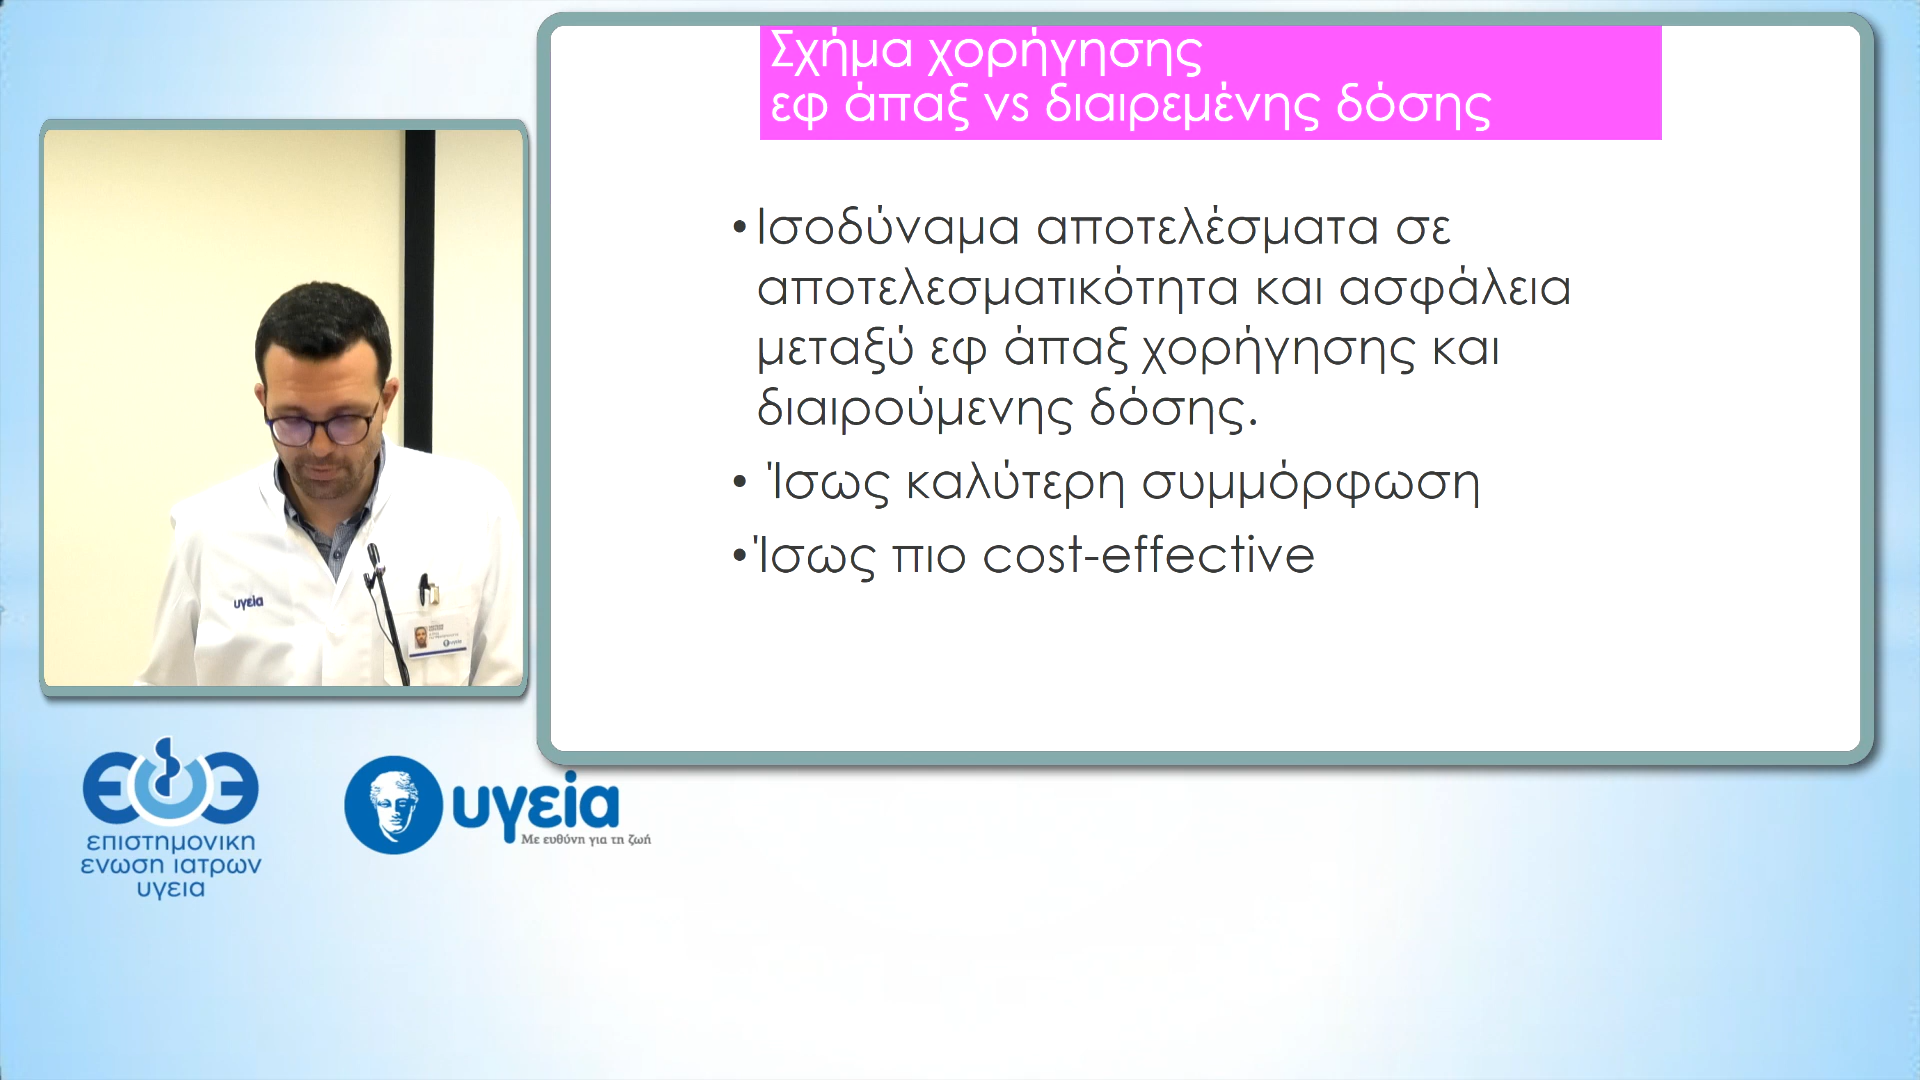 Σχήμα χορήγησης
εφ άπαξ vs διαιρεμένης δόσης
• Ισοδύναμα αποτελέσματα σε
αποτελεσματικότητα και ασφάλεια
μεταξύ εφ άπαξ χορήγησης και
διαιρούμενης δόσης.
• Ίσως καλύτερη συμμόρφωση
• Ίσως πιο cost-effective
υγεία
επιστημονικη
ενωση ιατρων
υγεια
υγεία
Με ευθύνη για τη ζωή